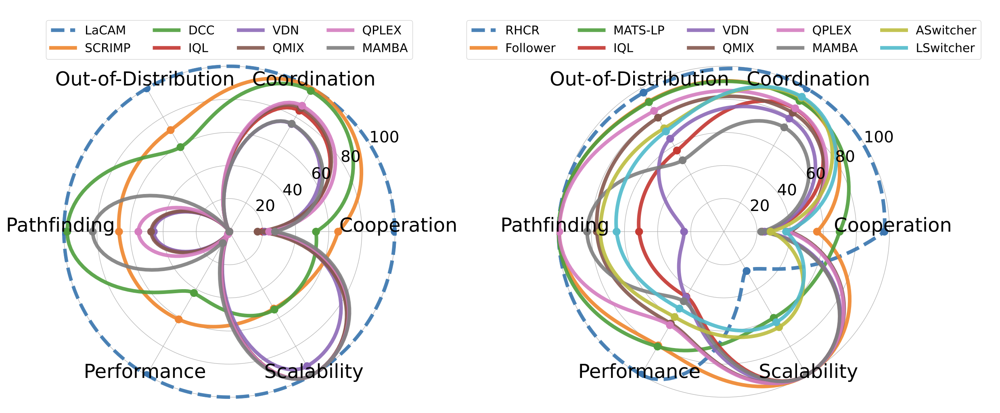 LaCAM DCC VDN QPLEX
SCRIMP IQL QMIX MAMBA
RHCR MATS-LP VDN QPLEX ASwitcher
Follower IQL QMIX MAMBA LSwitcher
Out-of-Distribution Coordination
100
80
60
40
20
Pathfinding Cooperation
Performance Scalability
Out-of-Distribution Coordination
100
80
60
40
20
Pathfinding Cooperation
Performance Scalability